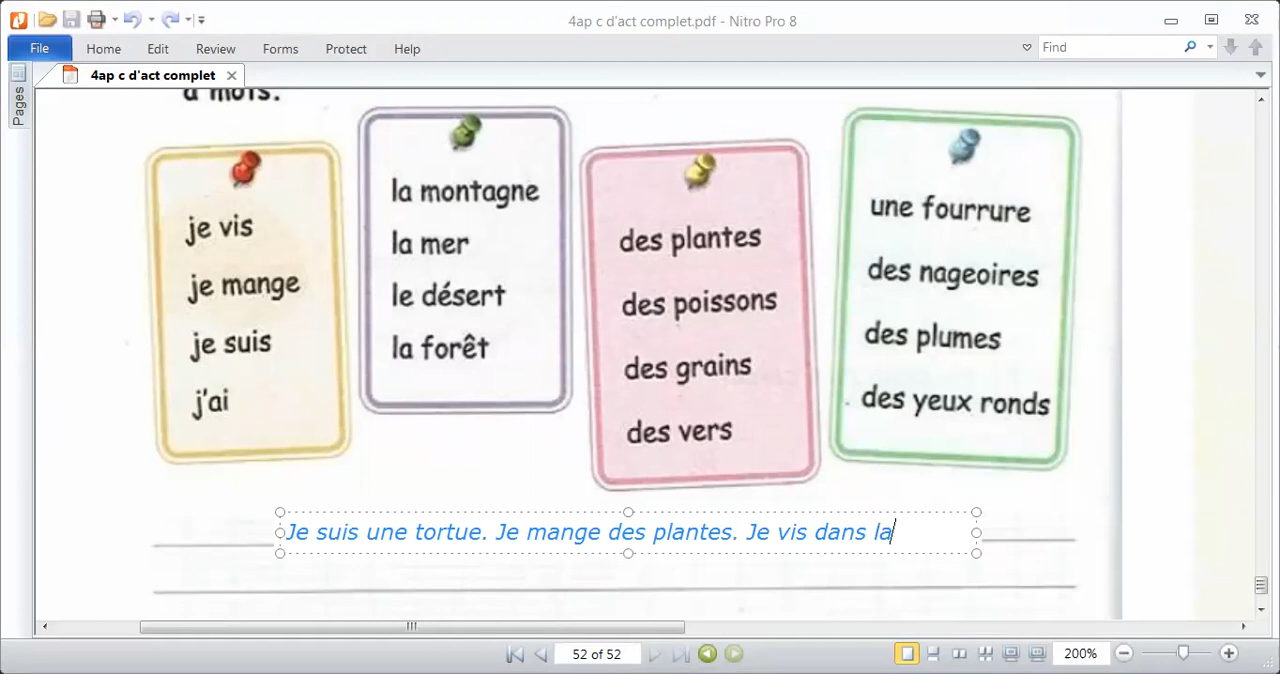 4ap c d'act complet.pdf - Nitro Pro 8
File Home Edit Review Forms Protect Help Find
4ap c d'act complet
Pages
à mots.
je vis
je mange
je suis
j'ai
la montagne
la mer
le désert
la forêt
des plantes
des poissons
des grains
des vers
une fourrure
des nageoires
des plumes
des yeux ronds
Je suis une tortue. Je mange des plantes. Je vis dans la
52 of 52
200%